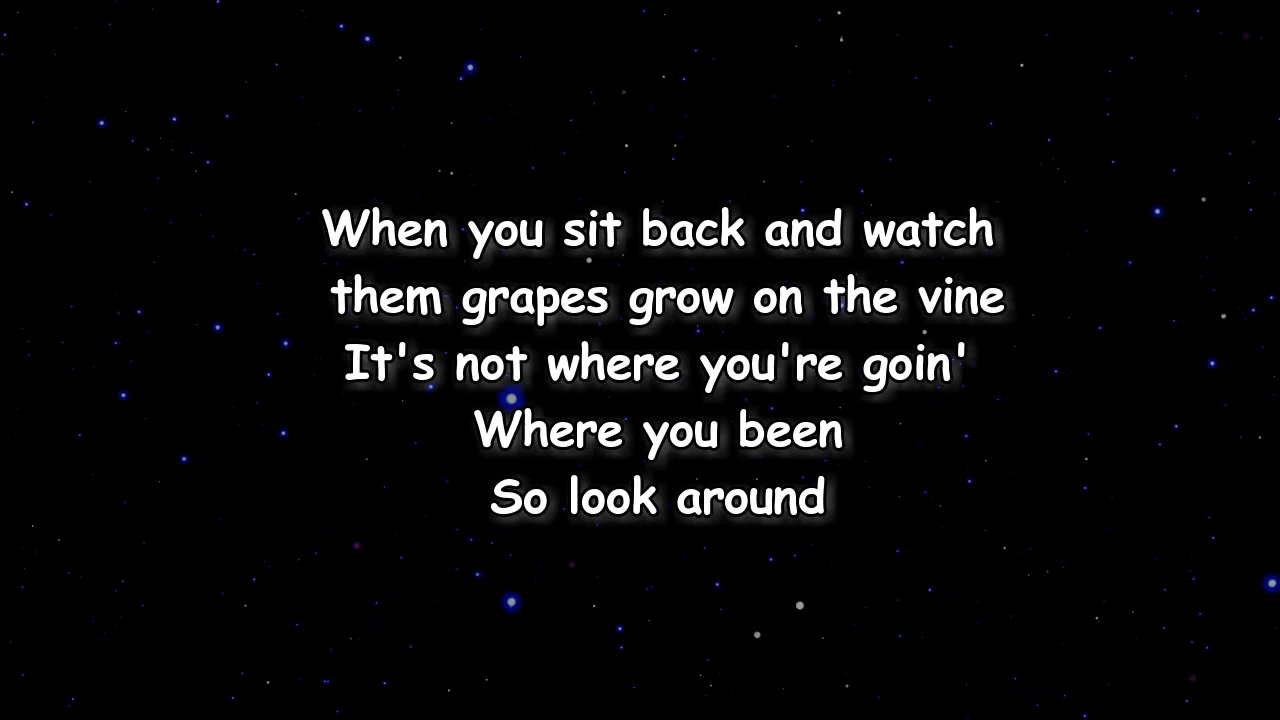 When you sit back and watch
them grapes grow on the vine
It's not where you're goin'
Where you been
So look around